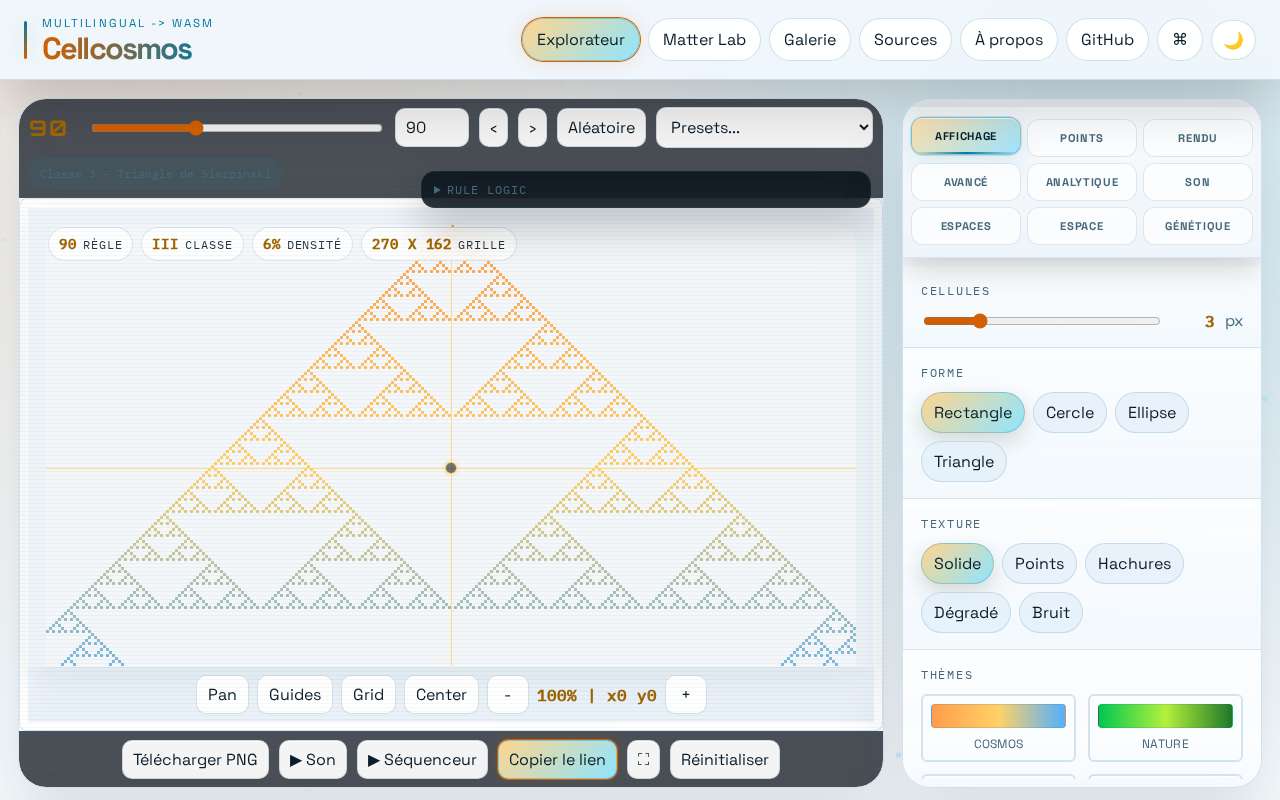 MULTILINGUAL -> WASM
Cellcosmos
Explorateur Matter Lab Galerie Sources À propos GitHub ⌘ 🌙
90 90 < > Aléatoire Presets...
Classe 3 - Triangle de Sierpinski
▶ RULE LOGIC
90 RÈGLE III CLASSE 6% DENSITÉ 270 X 162 GRILLE
Pan Guides Grid Center - 100% | x0 y0 +
Télécharger PNG ▶ Son ▶ Séquenceur Copier le lien ⛶ Réinitialiser
AFFICHAGE POINTS RENDU
AVANCÉ ANALYTIQUE SON
ESPACES ESPACE GÉNÉTIQUE
CELLULES
3 px
FORME
Rectangle Cercle Ellipse
Triangle
TEXTURE
Solide Points Hachures
Dégradé Bruit
THÈMES
COSMOS NATURE